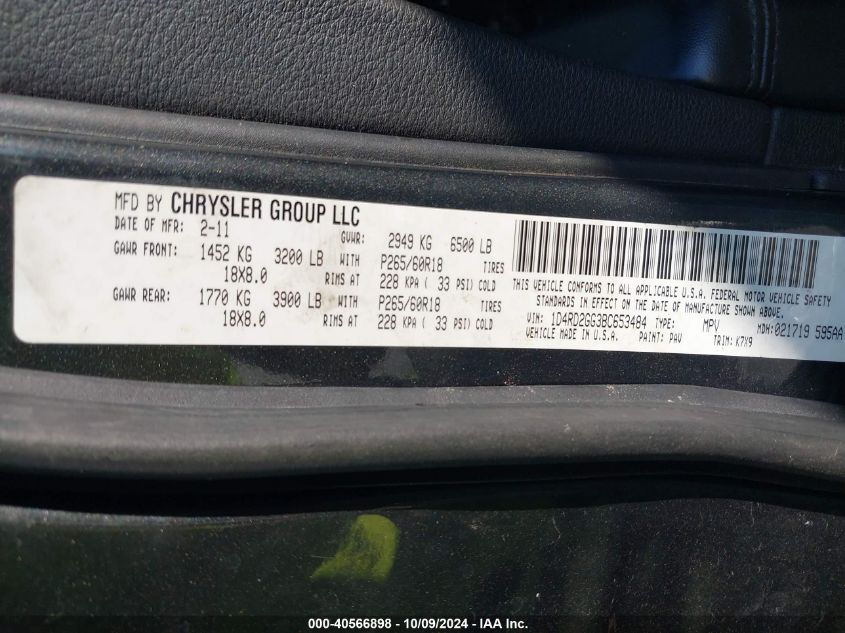 MFD BY CHRYSLER GROUP LLC
DATE OF MFR: 2-11 GVWR: 2949 KG 6500 LB
GAWR FRONT: 1452 KG 3200 LB WITH P265/60R18 TIRES
18X8.0 RIMS AT 228 KPA ( 33 PSI) COLD
GAWR REAR: 1770 KG 3900 LB WITH P265/60R18 TIRES
18X8.0 RIMS AT 228 KPA ( 33 PSI) COLD
THIS VEHICLE CONFORMS TO ALL APPLICABLE U.S.A. FEDERAL MOTOR VEHICLE SAFETY
STANDARDS IN EFFECT ON THE DATE OF MANUFACTURE SHOWN ABOVE.
VIN: 1D4RD2GG3BC653484 TYPE: MPV MDH: 021719 595AA
VEHICLE MADE IN U.S.A. PAINT: PAV TRIM: K7X9
000-40566898 - 10/09/2024 - IAA Inc.